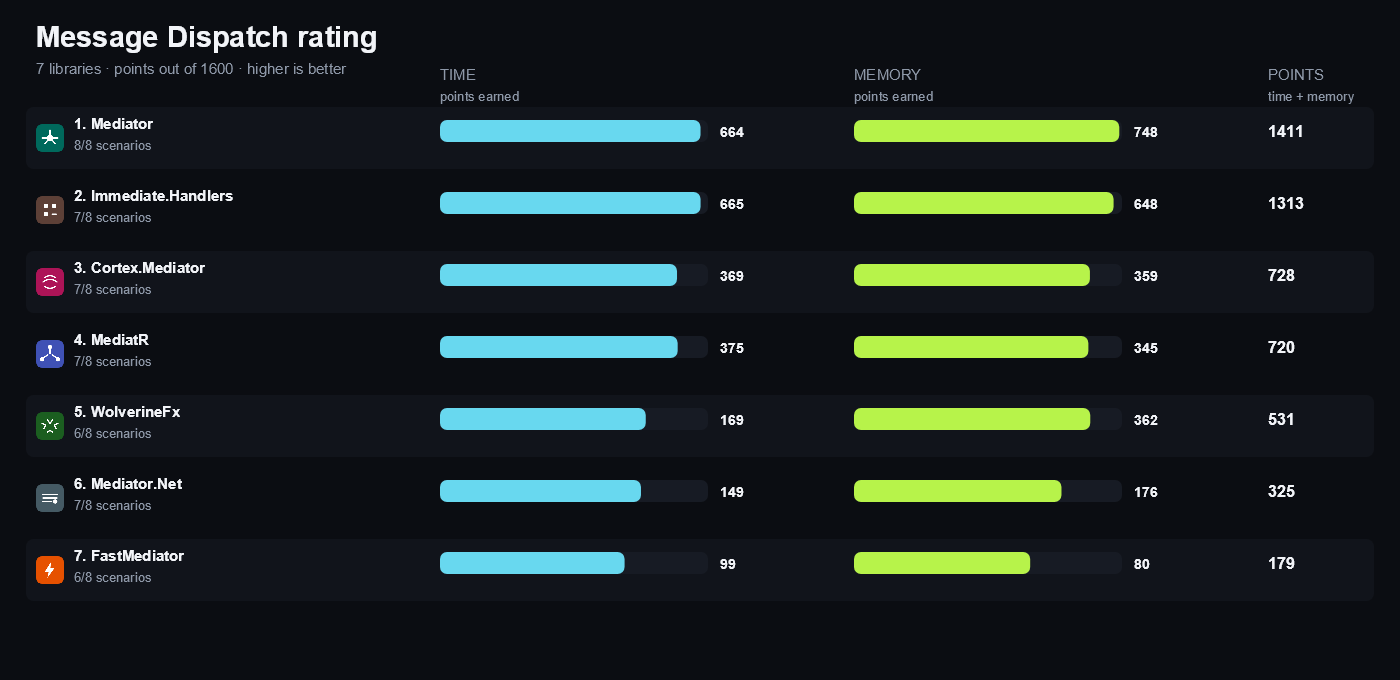 Message Dispatch rating
7 libraries · points out of 1600 · higher is better
TIME
points earned
MEMORY
points earned
POINTS
time + memory
1. Mediator
8/8 scenarios
664
748
1411
2. Immediate.Handlers
7/8 scenarios
665
648
1313
3. Cortex.Mediator
7/8 scenarios
369
359
728
4. MediatR
7/8 scenarios
375
345
720
5. WolverineFx
6/8 scenarios
169
362
531
6. Mediator.Net
7/8 scenarios
149
176
325
7. FastMediator
6/8 scenarios
99
80
179